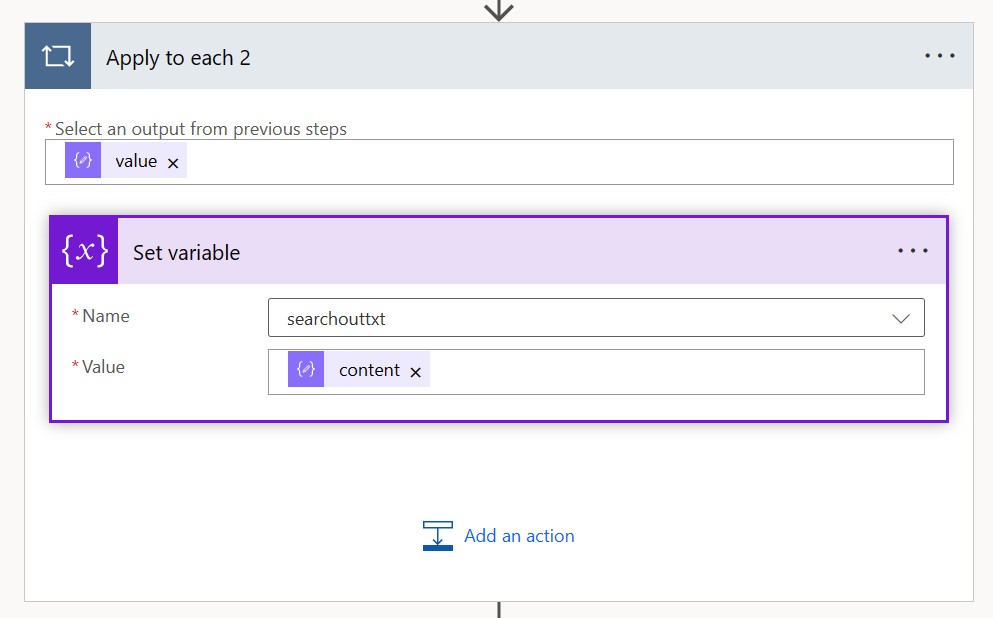 Apply to each 2
* Select an output from previous steps
value
{x} Set variable
* Name
searchouttxt
* Value
content
Add an action